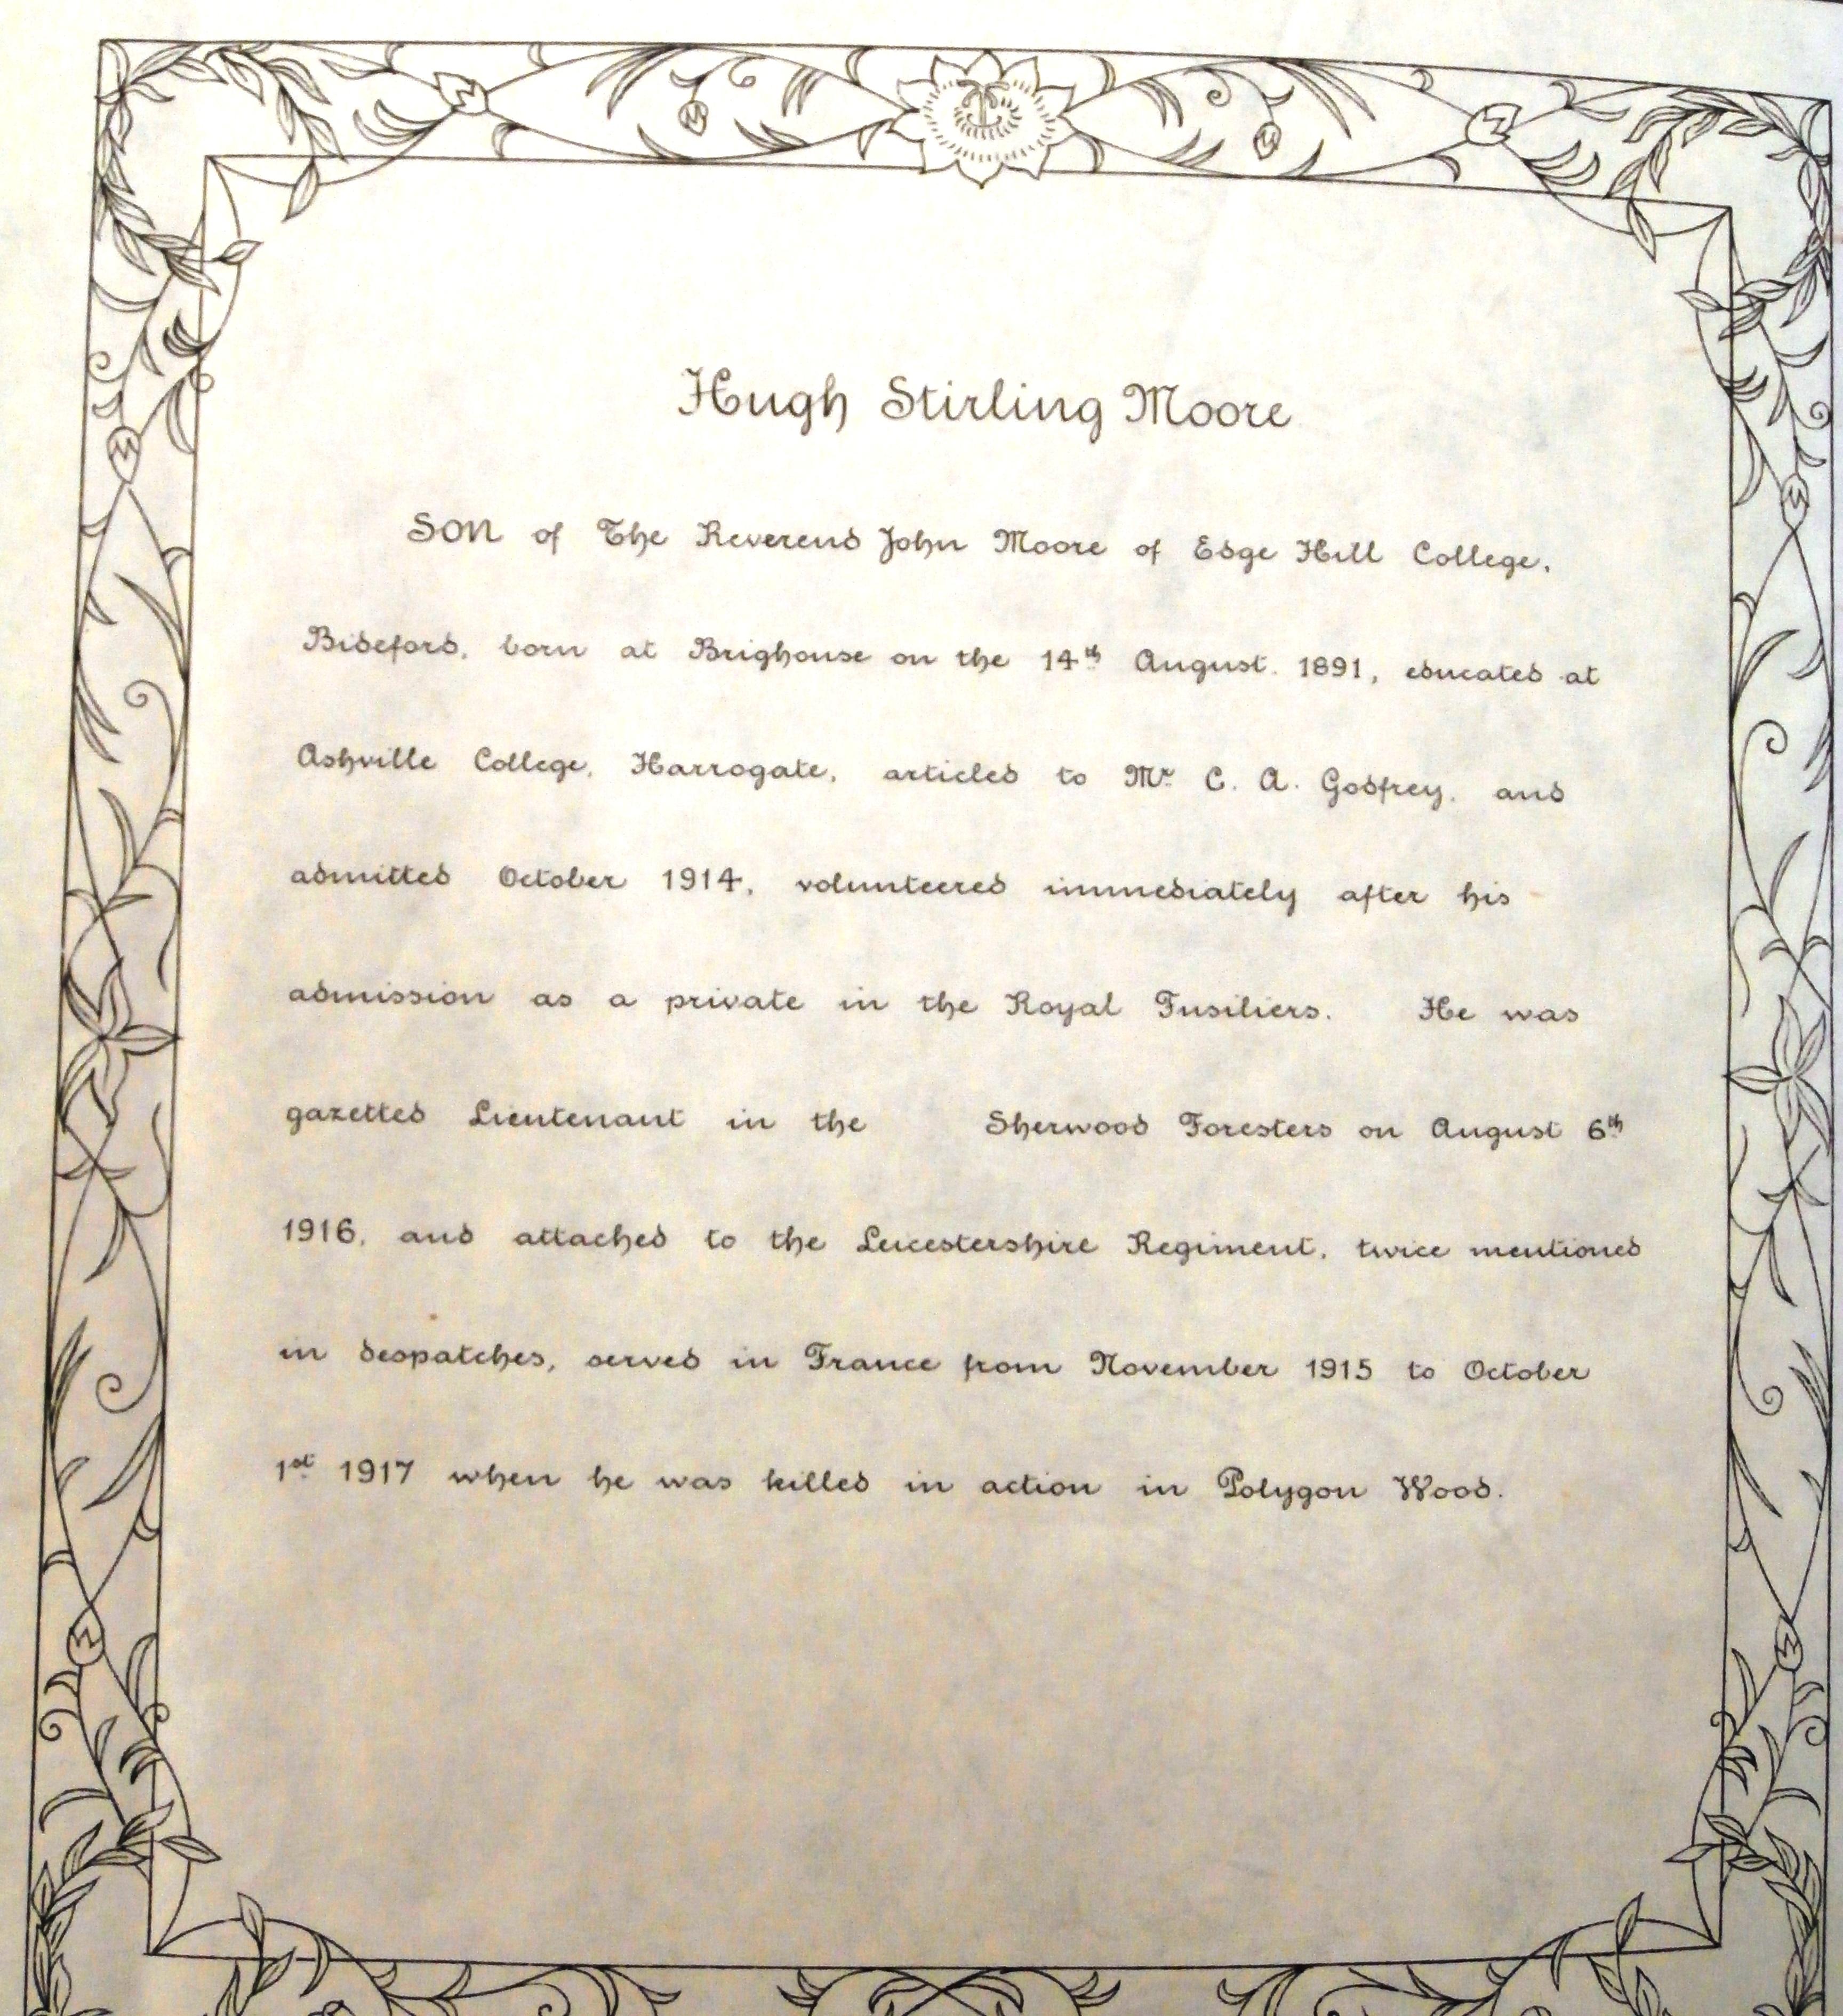 Hugh Stirling Moore
SON of The Reverend John Moore of Edge Hill College,
Bideford, born at Brighouse on the 14th August. 1891, educated at
Ashville College, Harrogate, articled to Mr C. A. Godfrey, and
admitted October 1914, volunteered immediately after his
admission as a private in the Royal Fusiliers. He was
gazetted Lieutenant in the Sherwood Foresters on August 6th
1916, and attached to the Leicestershire Regiment, twice mentioned
in despatches, served in France from November 1915 to October
1st 1917 when he was killed in action in Polygon Wood.